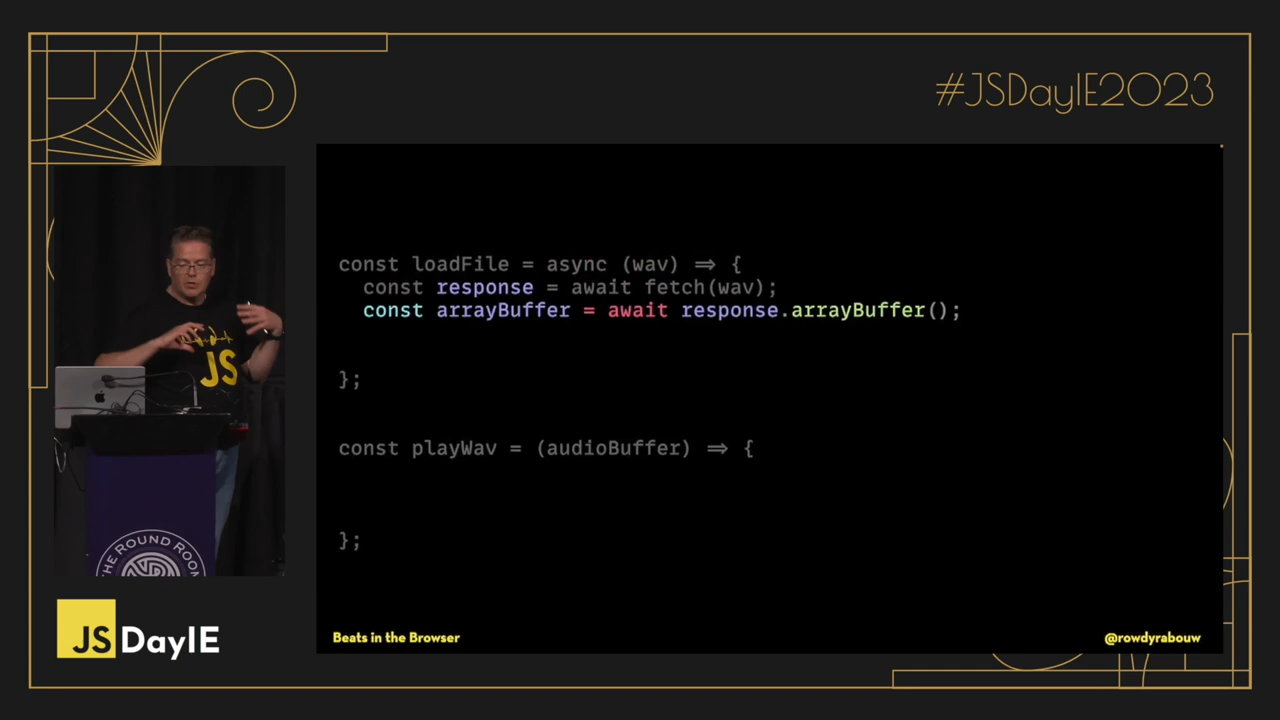 #JSDayIE2023
const loadFile = async (wav) => {
const response = await fetch(wav);
const arrayBuffer = await response.arrayBuffer();
};
const playWav = (audioBuffer) => {
};
Beats in the Browser
@rowdyrabouw
JS
THE ROUND ROOM
JS DayIE